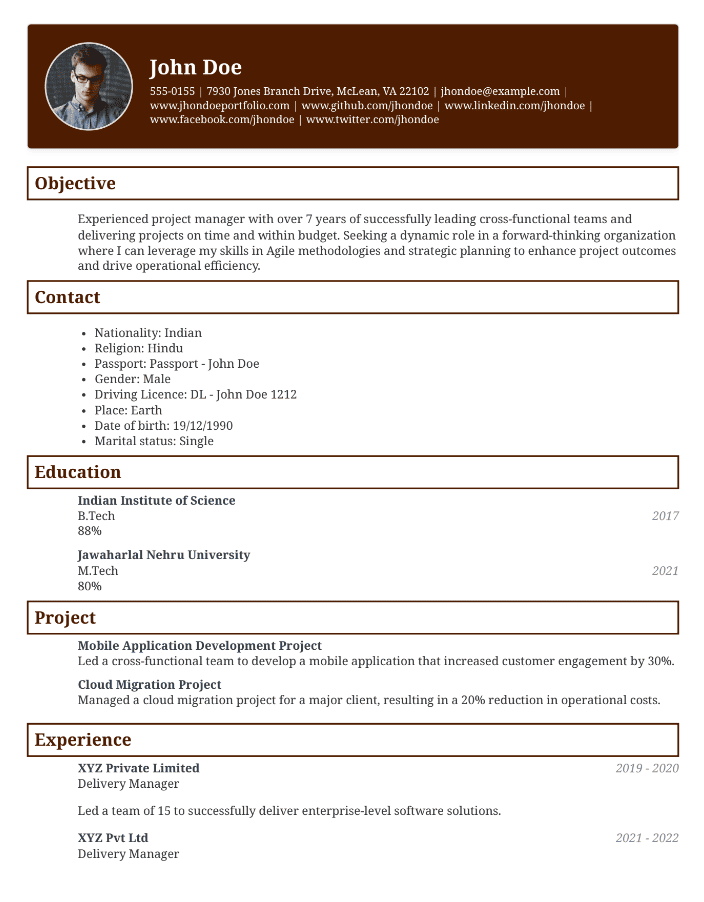 John Doe
555-0155 | 7930 Jones Branch Drive, McLean, VA 22102 | jhondoe@example.com |
www.jhondoeportfolio.com | www.github.com/jhondoe | www.linkedin.com/jhondoe |
www.facebook.com/jhondoe | www.twitter.com/jhondoe
Objective
Experienced project manager with over 7 years of successfully leading cross-functional teams and
delivering projects on time and within budget. Seeking a dynamic role in a forward-thinking organization
where I can leverage my skills in Agile methodologies and strategic planning to enhance project outcomes
and drive operational efficiency.
Contact
• Nationality: Indian
• Religion: Hindu
• Passport: Passport - John Doe
• Gender: Male
• Driving Licence: DL - John Doe 1212
• Place: Earth
• Date of birth: 19/12/1990
• Marital status: Single
Education
Indian Institute of Science
B.Tech 2017
88%
Jawaharlal Nehru University
M.Tech 2021
80%
Project
Mobile Application Development Project
Led a cross-functional team to develop a mobile application that increased customer engagement by 30%.
Cloud Migration Project
Managed a cloud migration project for a major client, resulting in a 20% reduction in operational costs.
Experience
XYZ Private Limited 2019 - 2020
Delivery Manager
Led a team of 15 to successfully deliver enterprise-level software solutions.
XYZ Pvt Ltd 2021 - 2022
Delivery Manager